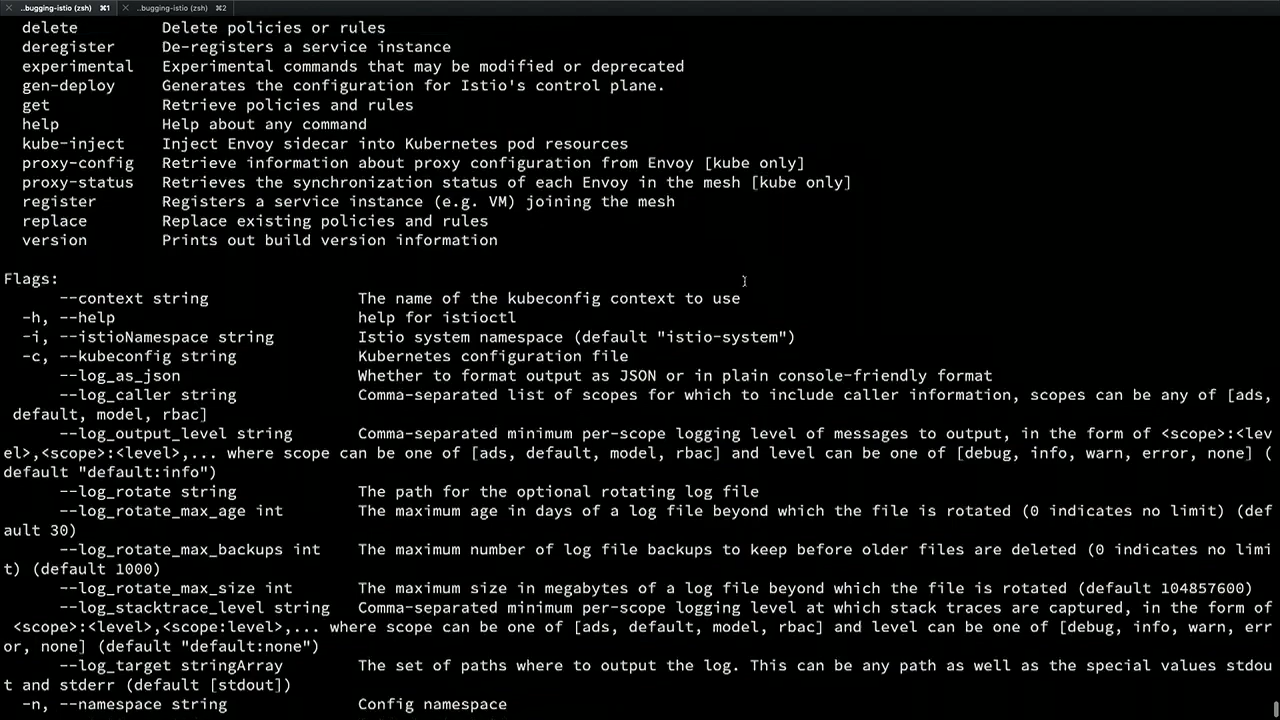 ..bugging-istio (zsh) ⌘1 ..bugging-istio (zsh) ⌘2
delete Delete policies or rules
deregister De-registers a service instance
experimental Experimental commands that may be modified or deprecated
gen-deploy Generates the configuration for Istio's control plane.
get Retrieve policies and rules
help Help about any command
kube-inject Inject Envoy sidecar into Kubernetes pod resources
proxy-config Retrieve information about proxy configuration from Envoy [kube only]
proxy-status Retrieves the synchronization status of each Envoy in the mesh [kube only]
register Registers a service instance (e.g. VM) joining the mesh
replace Replace existing policies and rules
version Prints out build version information
Flags:
--context string The name of the kubeconfig context to use
-h, --help help for istioctl
-i, --istioNamespace string Istio system namespace (default "istio-system")
-c, --kubeconfig string Kubernetes configuration file
--log_as_json Whether to format output as JSON or in plain console-friendly format
--log_caller string Comma-separated list of scopes for which to include caller information, scopes can be any of [ads,
default, model, rbac]
--log_output_level string Comma-separated minimum per-scope logging level of messages to output, in the form of <scope>:<lev
el>,<scope>:<level>,... where scope can be one of [ads, default, model, rbac] and level can be one of [debug, info, warn, error, none] (
default "default:info")
--log_rotate string The path for the optional rotating log file
--log_rotate_max_age int The maximum age in days of a log file beyond which the file is rotated (0 indicates no limit) (def
ault 30)
--log_rotate_max_backups int The maximum number of log file backups to keep before older files are deleted (0 indicates no limi
t) (default 1000)
--log_rotate_max_size int The maximum size in megabytes of a log file beyond which the file is rotated (default 104857600)
--log_stacktrace_level string Comma-separated minimum per-scope logging level at which stack traces are captured, in the form of
<scope>:<level>,<scope:level>,... where scope can be one of [ads, default, model, rbac] and level can be one of [debug, info, warn, err
or, none] (default "default:none")
--log_target stringArray The set of paths where to output the log. This can be any path as well as the special values stdou
t and stderr (default [stdout])
-n, --namespace string Config namespace